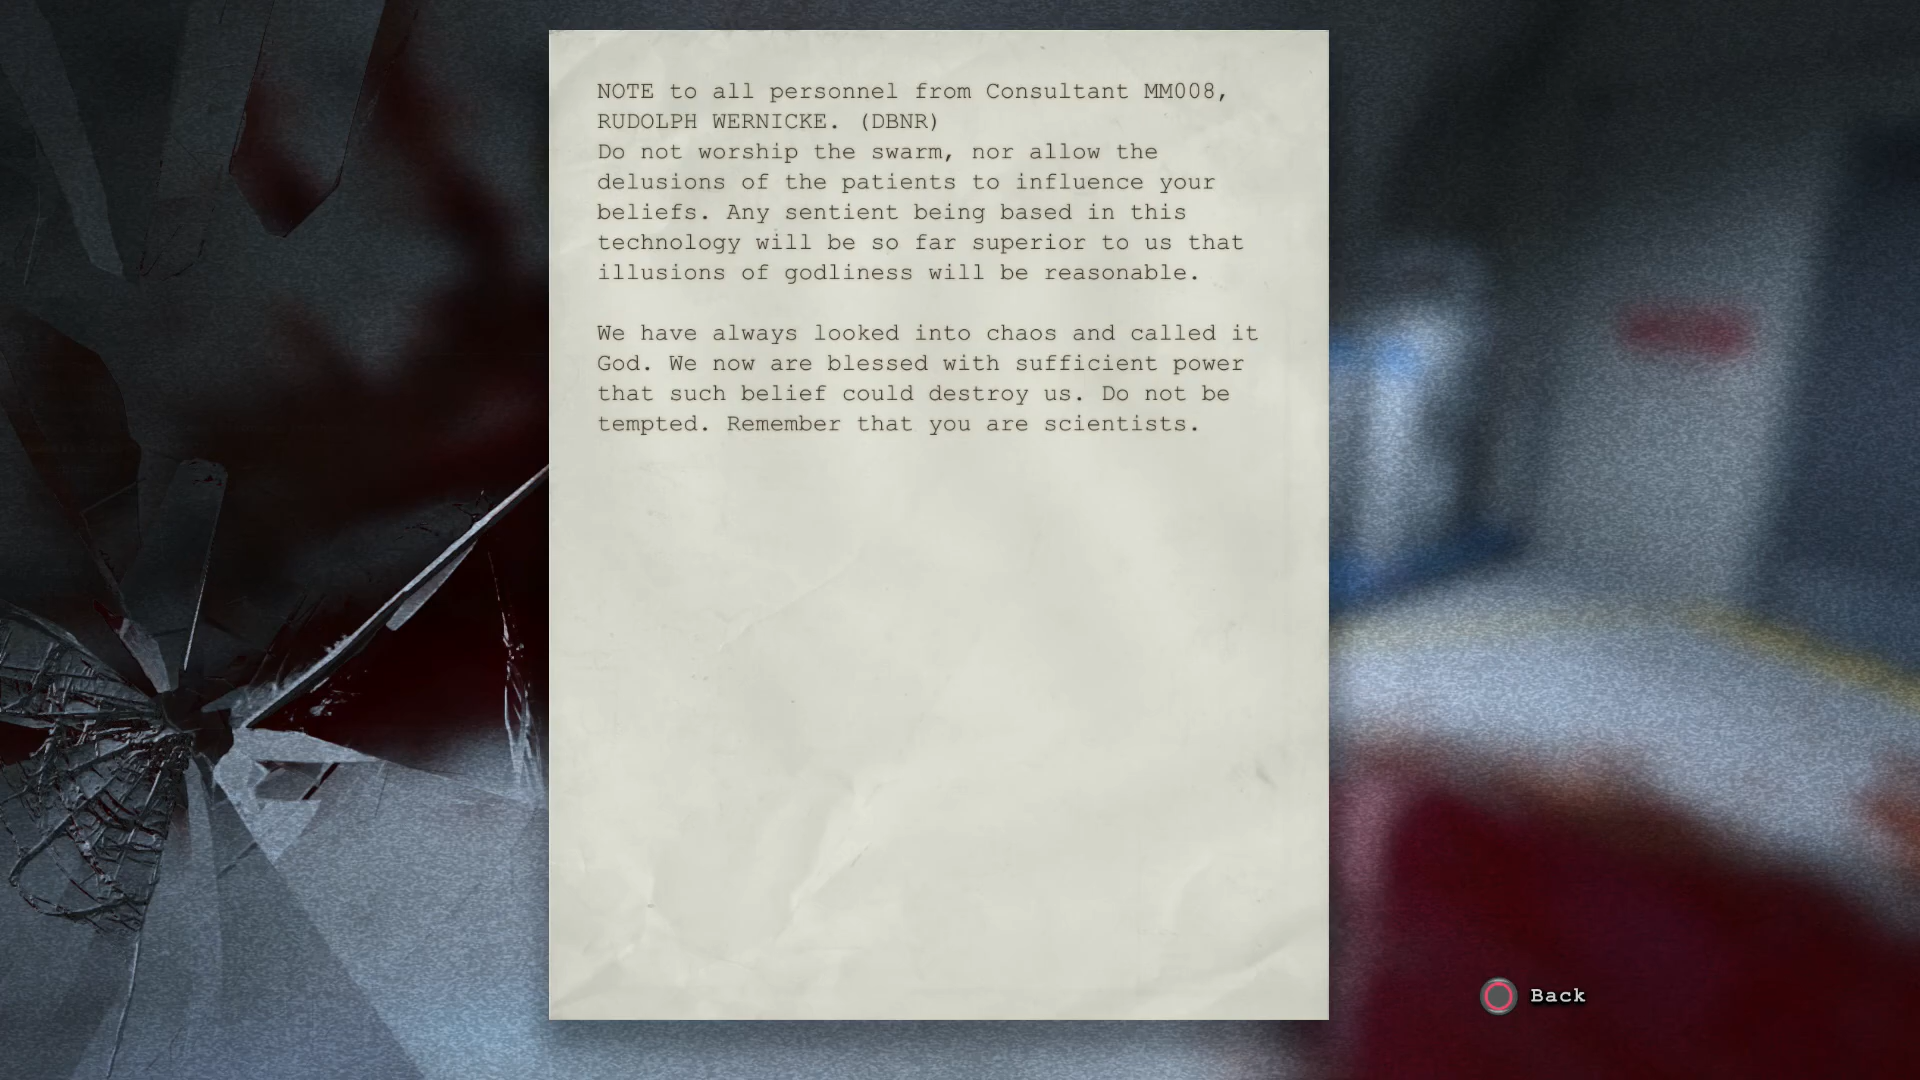 NOTE to all personnel from Consultant MM008,
RUDOLPH WERNICKE. (DBNR)
Do not worship the swarm, nor allow the
delusions of the patients to influence your
beliefs. Any sentient being based in this
technology will be so far superior to us that
illusions of godliness will be reasonable.
We have always looked into chaos and called it
God. We now are blessed with sufficient power
that such belief could destroy us. Do not be
tempted. Remember that you are scientists.
Back